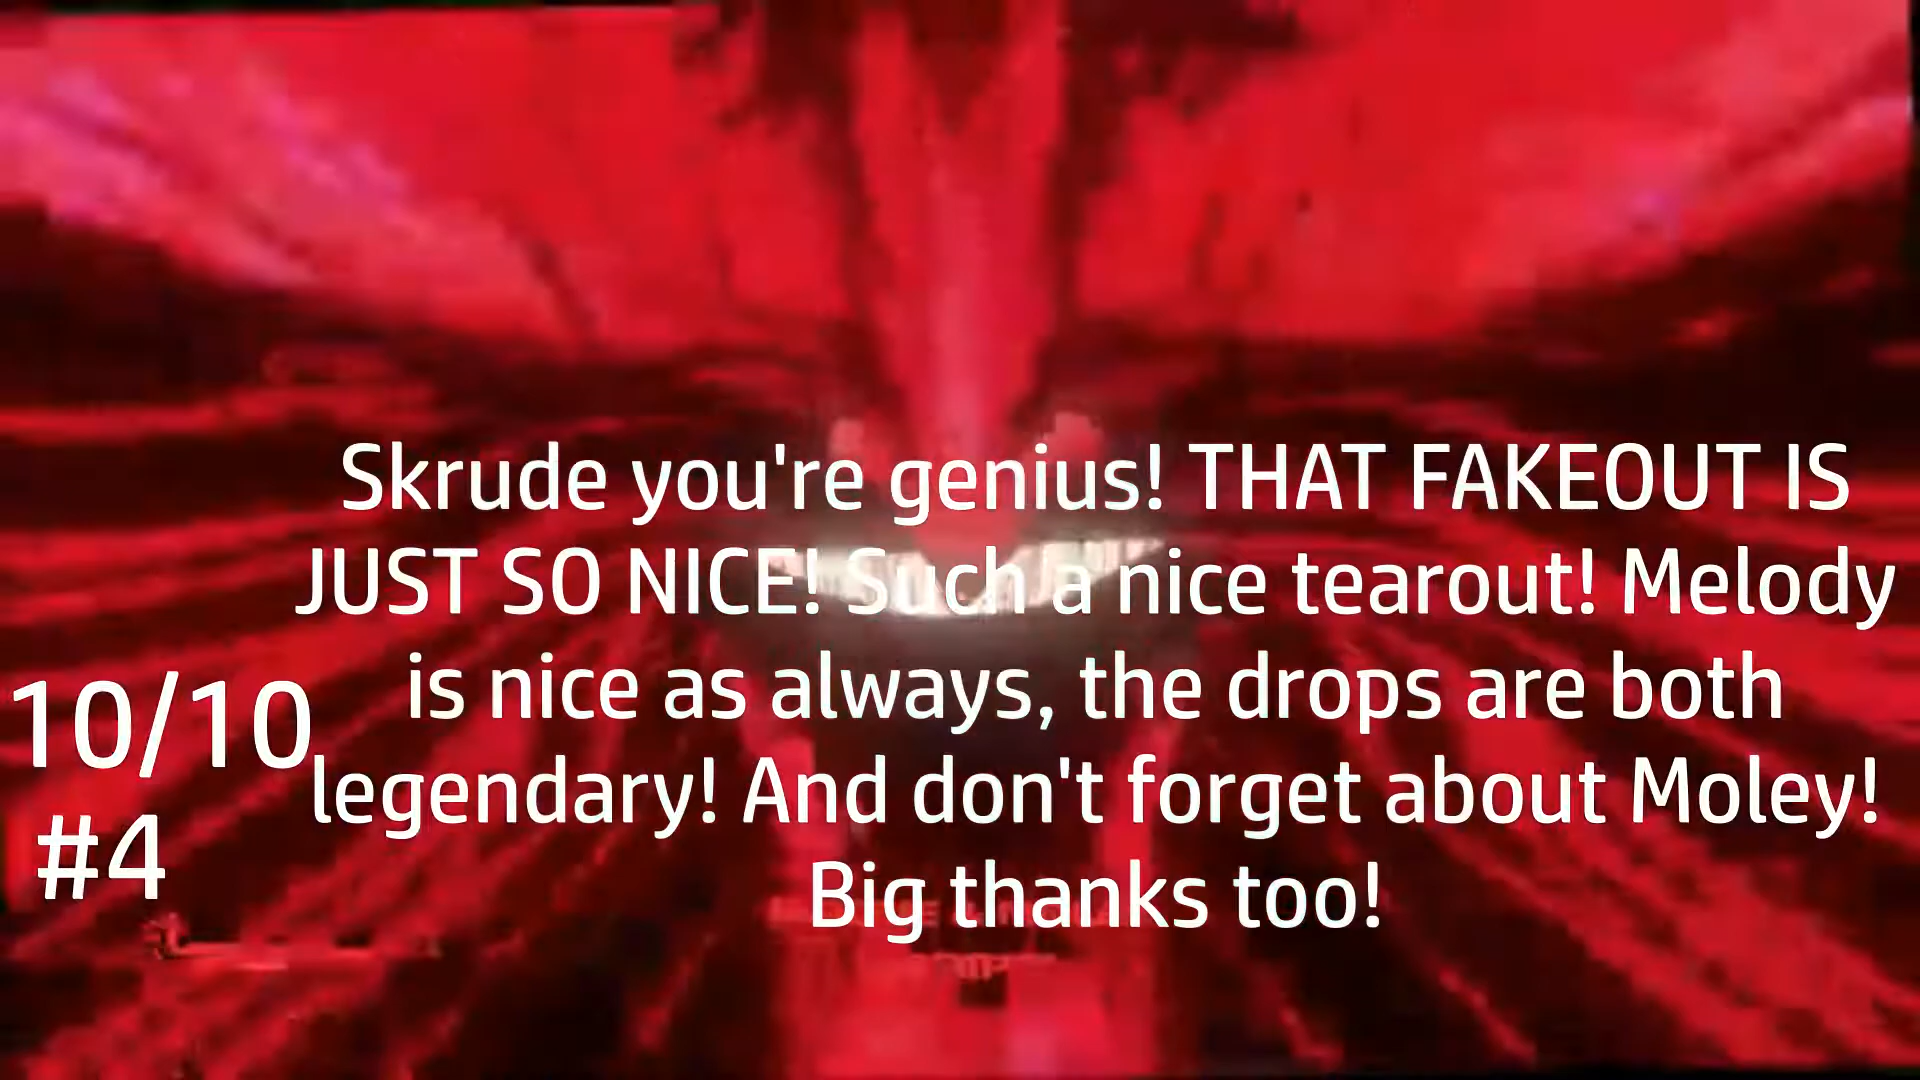 Skrude you're genius! THAT FAKEOUT IS
JUST SO NICE! Such a nice tearout! Melody
is nice as always, the drops are both
legendary! And don't forget about Moley!
Big thanks too!
10/10
#4